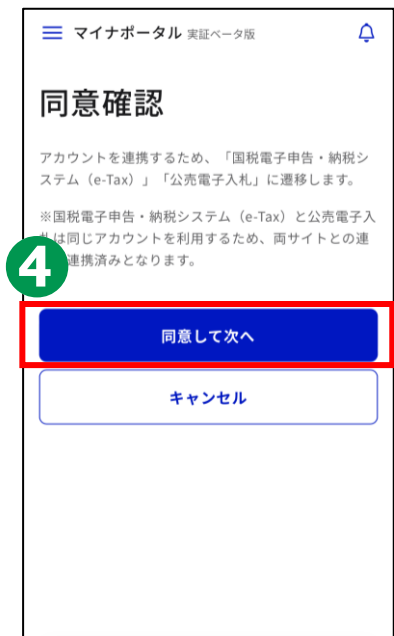 マイナポータル 実証ベータ版
同意確認
アカウントを連携するため、「国税電子申告・納税シ
ステム（e-Tax）」「公売電子入札」に遷移します。
※国税電子申告・納税システム（e-Tax）と公売電子入
は同じアカウントを利用するため、両サイトとの連
連携済みとなります。
4
同意して次へ
キャンセル